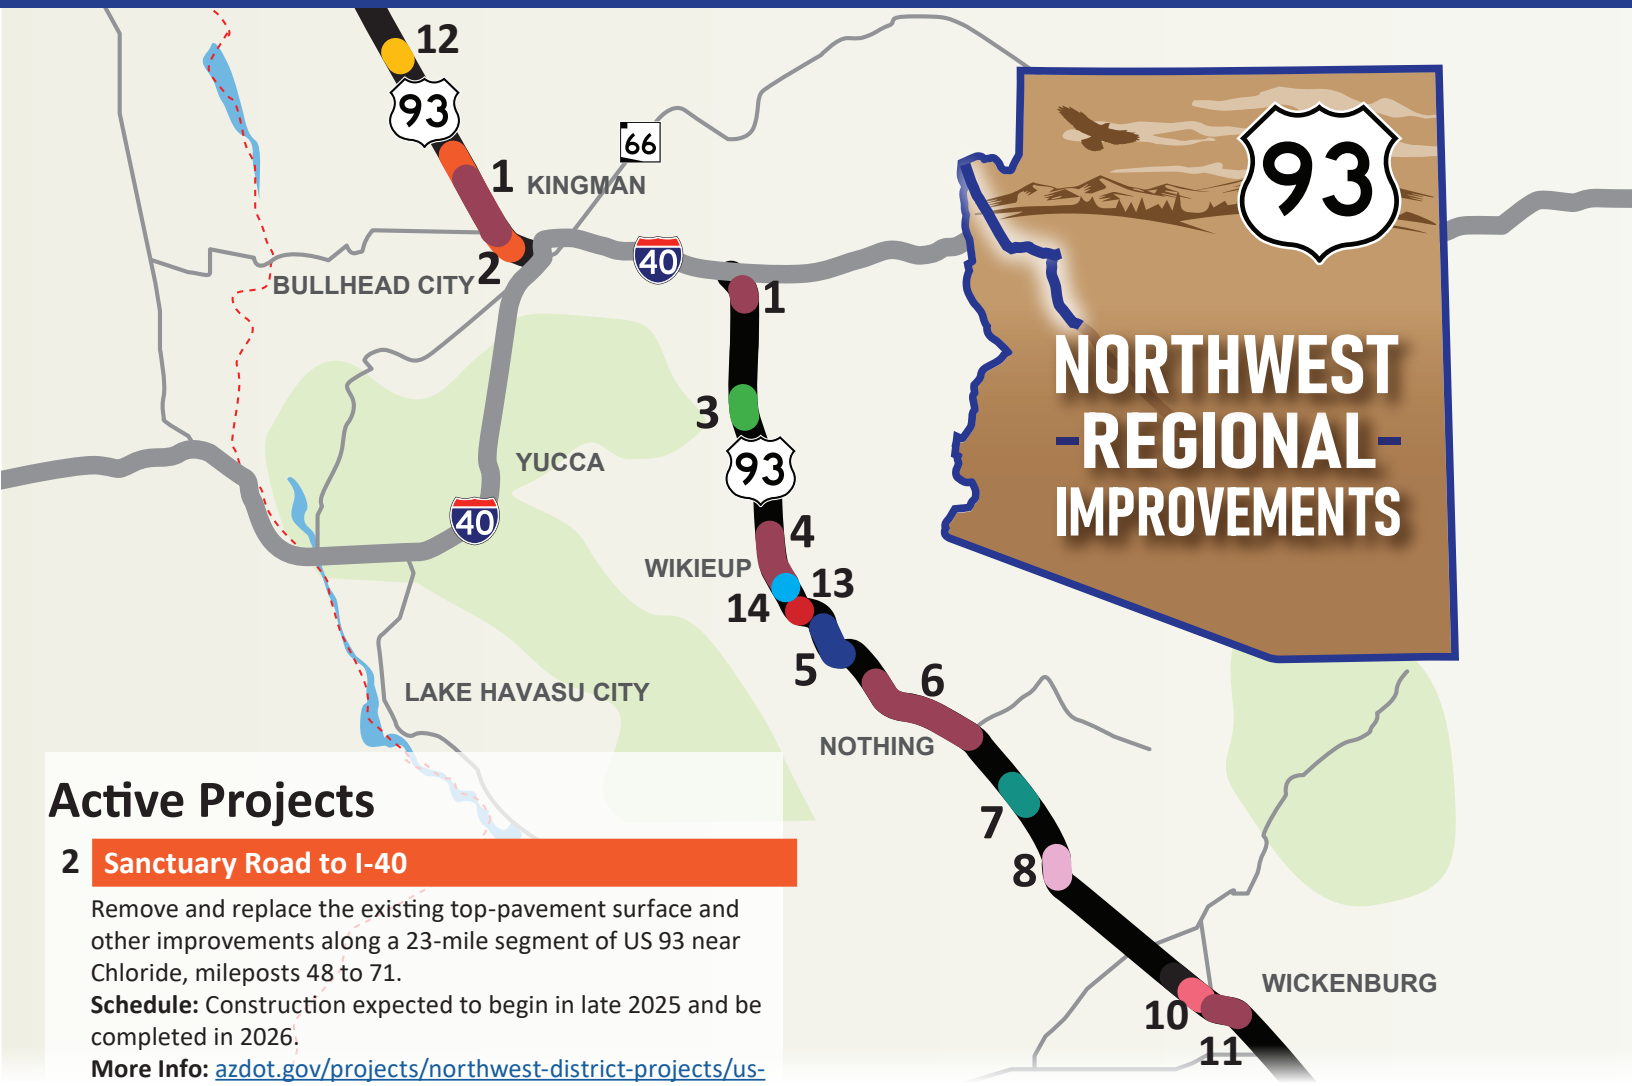 12
93
66
1
KINGMAN
93
40
2
BULLHEAD CITY
1
NORTHWEST
REGIONAL
IMPROVEMENTS
3
93
YUCCA
40
4
WIKIEUP
13
14
5
6
LAKE HAVASU CITY
NOTHING
7
8
WICKENBURG
10
11
Active Projects
2 Sanctuary Road to I-40
Remove and replace the existing top-pavement surface and
other improvements along a 23-mile segment of US 93 near
Chloride, mileposts 48 to 71.
Schedule: Construction expected to begin in late 2025 and be
completed in 2026.
More Info: azdot.gov/projects/northwest-district-projects/us-